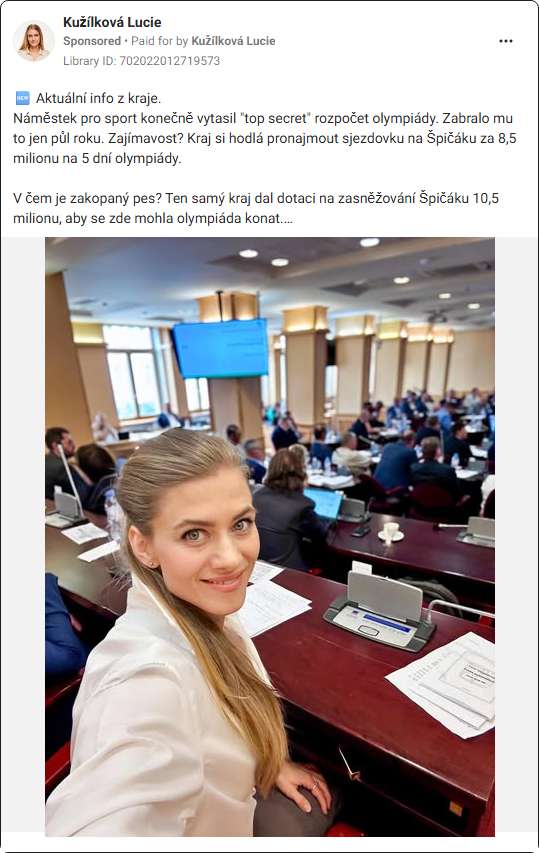 Kužílková Lucie
Sponsored • Paid for by Kužílková Lucie
Library ID: 702022012719573
🆕 Aktuální info z kraje.
Náměstek pro sport konečně vytasil "top secret" rozpočet olympiády. Zabralo mu
to jen půl roku. Zajímavost? Kraj si hodlá pronajmout sjezdovku na Špičáku za 8,5
milionu na 5 dní olympiády.
V čem je zakopaný pes? Ten samý kraj dal dotaci na zasněžování Špičáku 10,5
milionu, aby se zde mohla olympiáda konat....